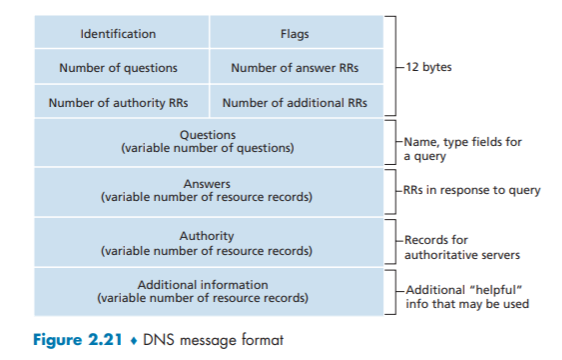 Identification
Flags
Number of questions
Number of answer RRs
12 bytes
Number of authority RRs
Number of additional RRs
Questions
(variable number of questions)
Name, type fields for
a query
Answers
(variable number of resource records)
RRs in response to query
Authority
(variable number of resource records)
Records for
authoritative servers
Additional information
(variable number of resource records)
Additional “helpful”
info that may be used
Figure 2.21 ♦ DNS message format